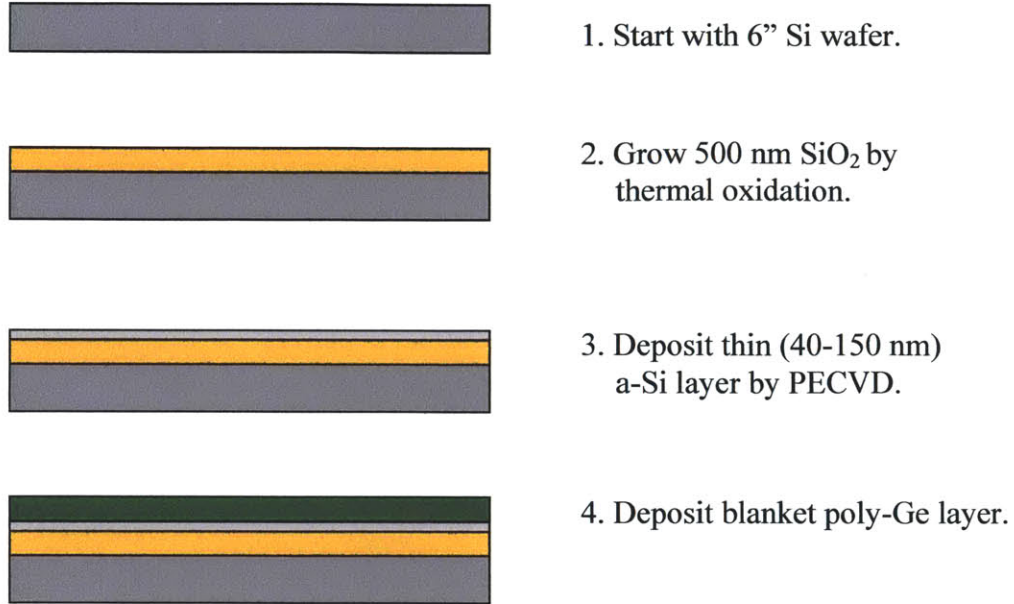 1. Start with 6” Si wafer.
2. Grow 500 nm SiO₂ by
thermal oxidation.
3. Deposit thin (40-150 nm)
a-Si layer by PECVD.
4. Deposit blanket poly-Ge layer.